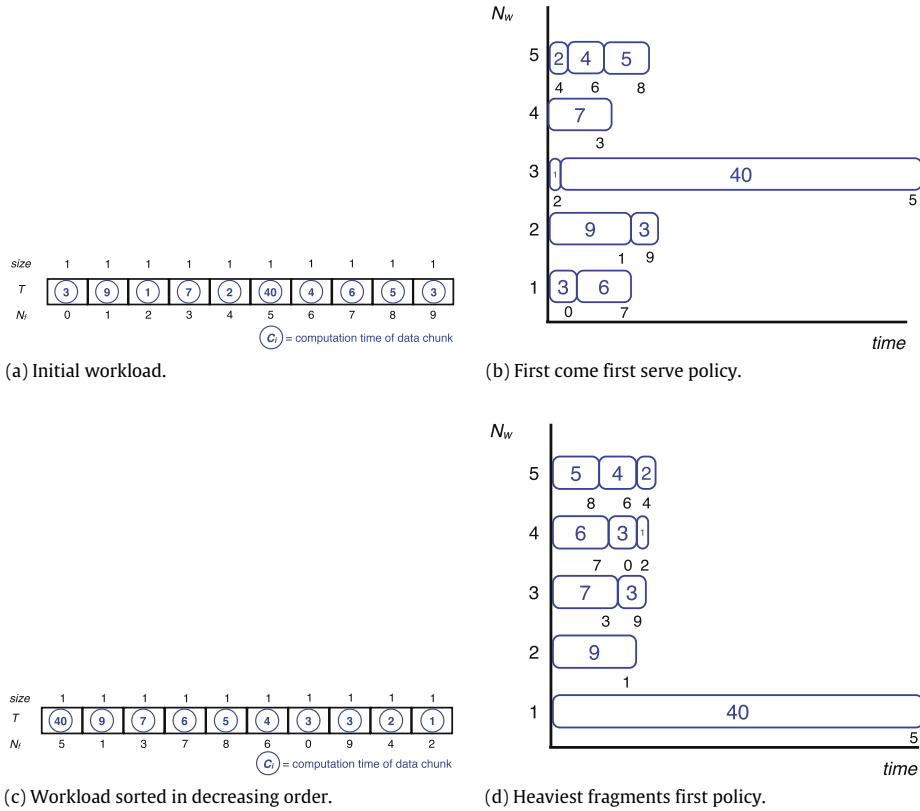 size 1 1 1 1 1 1 1 1 1 1
T 3 9 1 7 2 40 4 6 5 3
Nf 0 1 2 3 4 5 6 7 8 9
Ci = computation time of data chunk
(a) Initial workload.
Nw
5 2 4 5
4 6 8
4 7
3
3 1 40
2 5
2 9 3
1 9
1 3 6
0 7
time
(b) First come first serve policy.
size 1 1 1 1 1 1 1 1 1 1
T 40 9 7 6 5 4 3 3 2 1
Nf 5 1 3 7 8 6 0 9 4 2
Ci = computation time of data chunk
(c) Workload sorted in decreasing order.
Nw
5 5 4 2
8 6 4
4 6 3 1
7 0 2
3 7 3
3 9
2 9
1
1 40
5
time
(d) Heaviest fragments first policy.